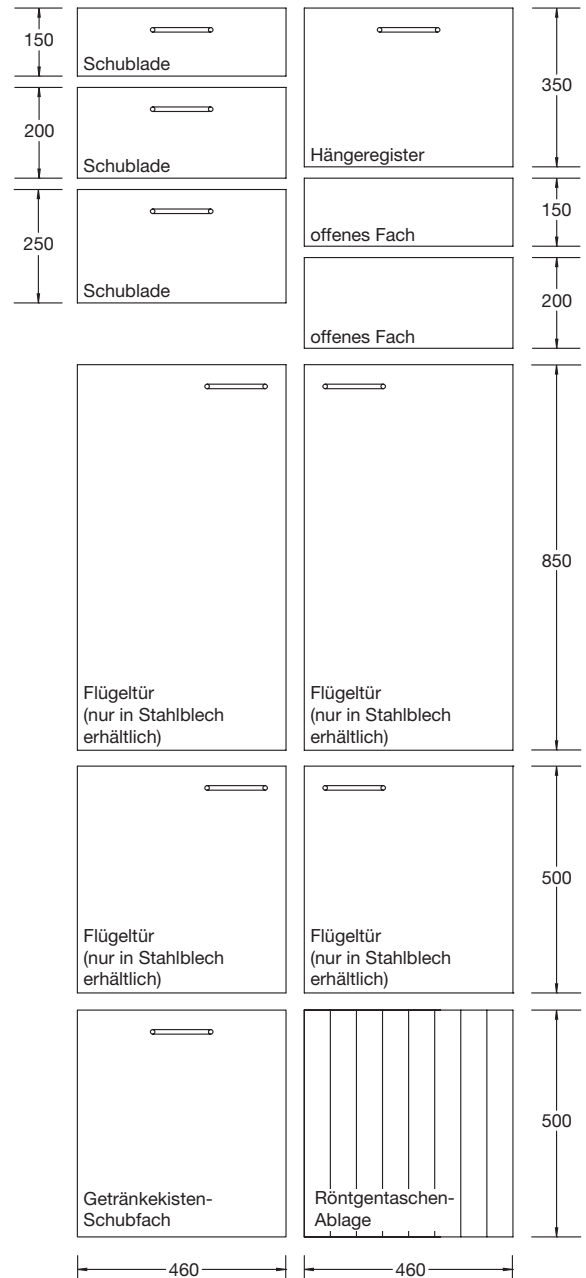 150
Schublade
200
Schublade
250
Schublade
Hängeregister
350
offenes Fach
150
offenes Fach
200
Flügeltür
(nur in Stahlblech
erhältlich)
Flügeltür
(nur in Stahlblech
erhältlich)
850
Flügeltür
(nur in Stahlblech
erhältlich)
Flügeltür
(nur in Stahlblech
erhältlich)
500
Getränkekisten-
Schubfach
Röntgentaschen-
Ablage
500
460
460